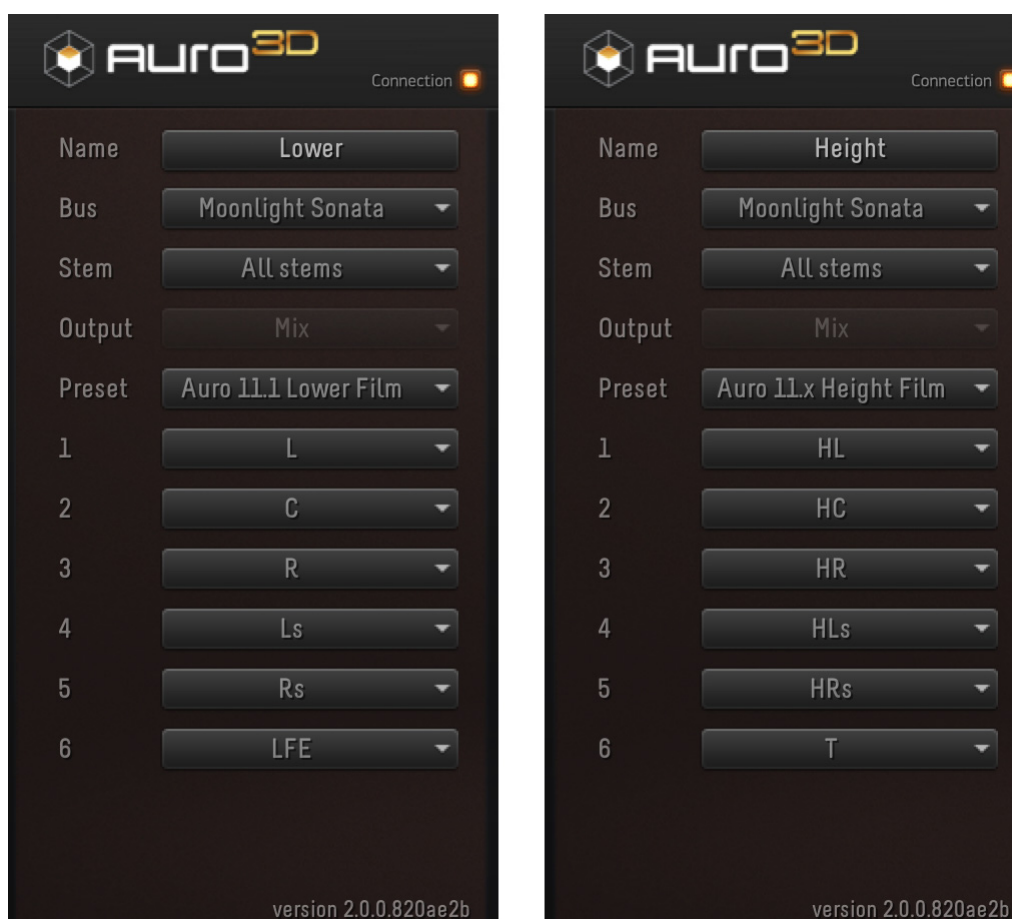 Auro3D
Connection
Name Lower
Bus Moonlight Sonata
Stem All stems
Output Mix
Preset Auro 11.1 Lower Film
1 L
2 C
3 R
4 Ls
5 Rs
6 LFE
version 2.0.0.820ae2b
Auro3D
Connection
Name Height
Bus Moonlight Sonata
Stem All stems
Output Mix
Preset Auro 11.x Height Film
1 HL
2 HC
3 HR
4 HLs
5 HRs
6 T
version 2.0.0.820ae2b